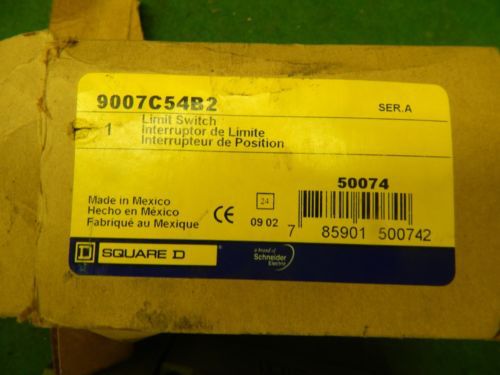 9007C54B2
SER.A
1
Limit Switch
Interruptor de Limite
Interrupteur de Position
50074
Made in Mexico
Hecho en México
Fabriqué au Mexique
CE
24
09 02
7 85901 500742
D SQUARE D ®
a brand of
Schneider
Electric